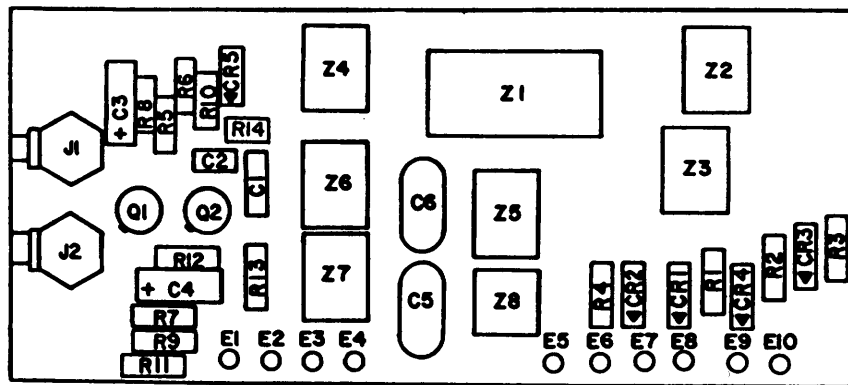 Z4
Z1
Z2
+ C3
R8
R5
R6
R10
CR5
R14
J1
C2
C1
Z6
C6
Z5
Z3
Q1
Q2
J2
R12
+ C4
R13
Z7
C5
Z8
R7
R9
R11
R4
CR2
CR1
R1
CR4
R2
CR3
R3
E1 E2 E3 E4 E5 E6 E7 E8 E9 E10